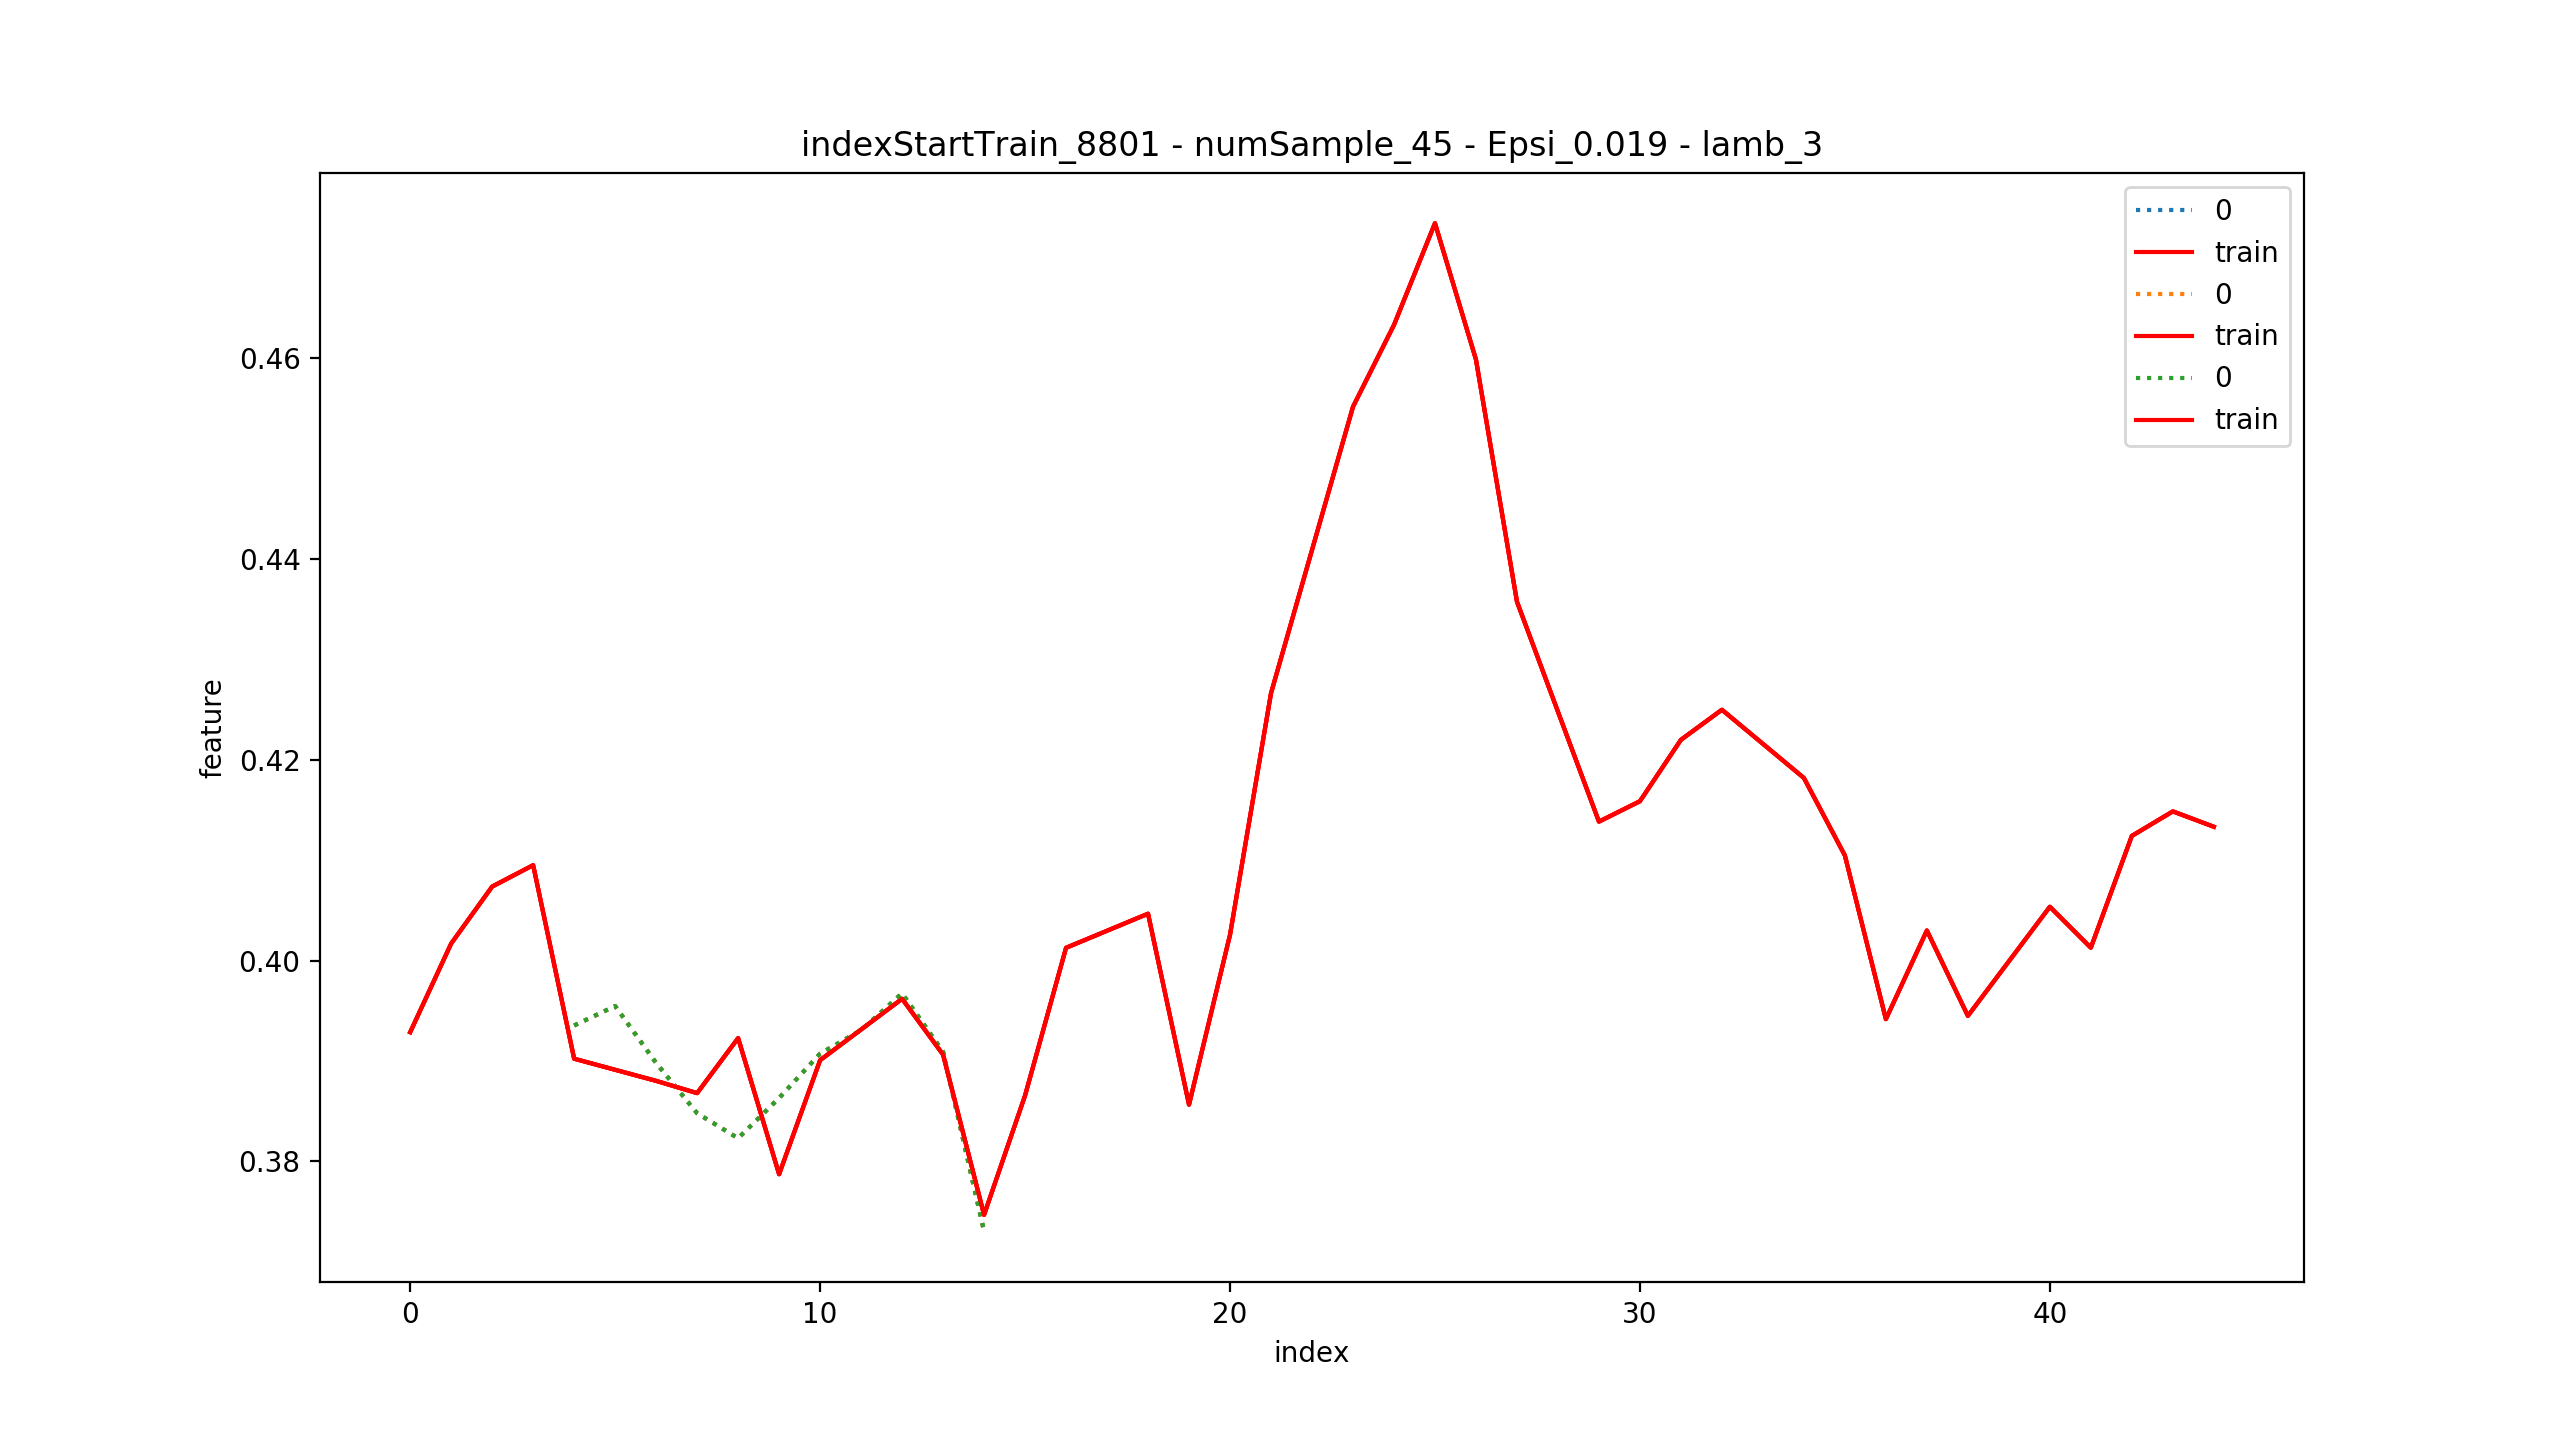 indexStartTrain_8801 - numSample_45 - Epsi_0.019 - lamb_3
0
train
0
train
0
train
0.46
0.44
0.42
0.40
0.38
feature
0 10 20 30 40
index